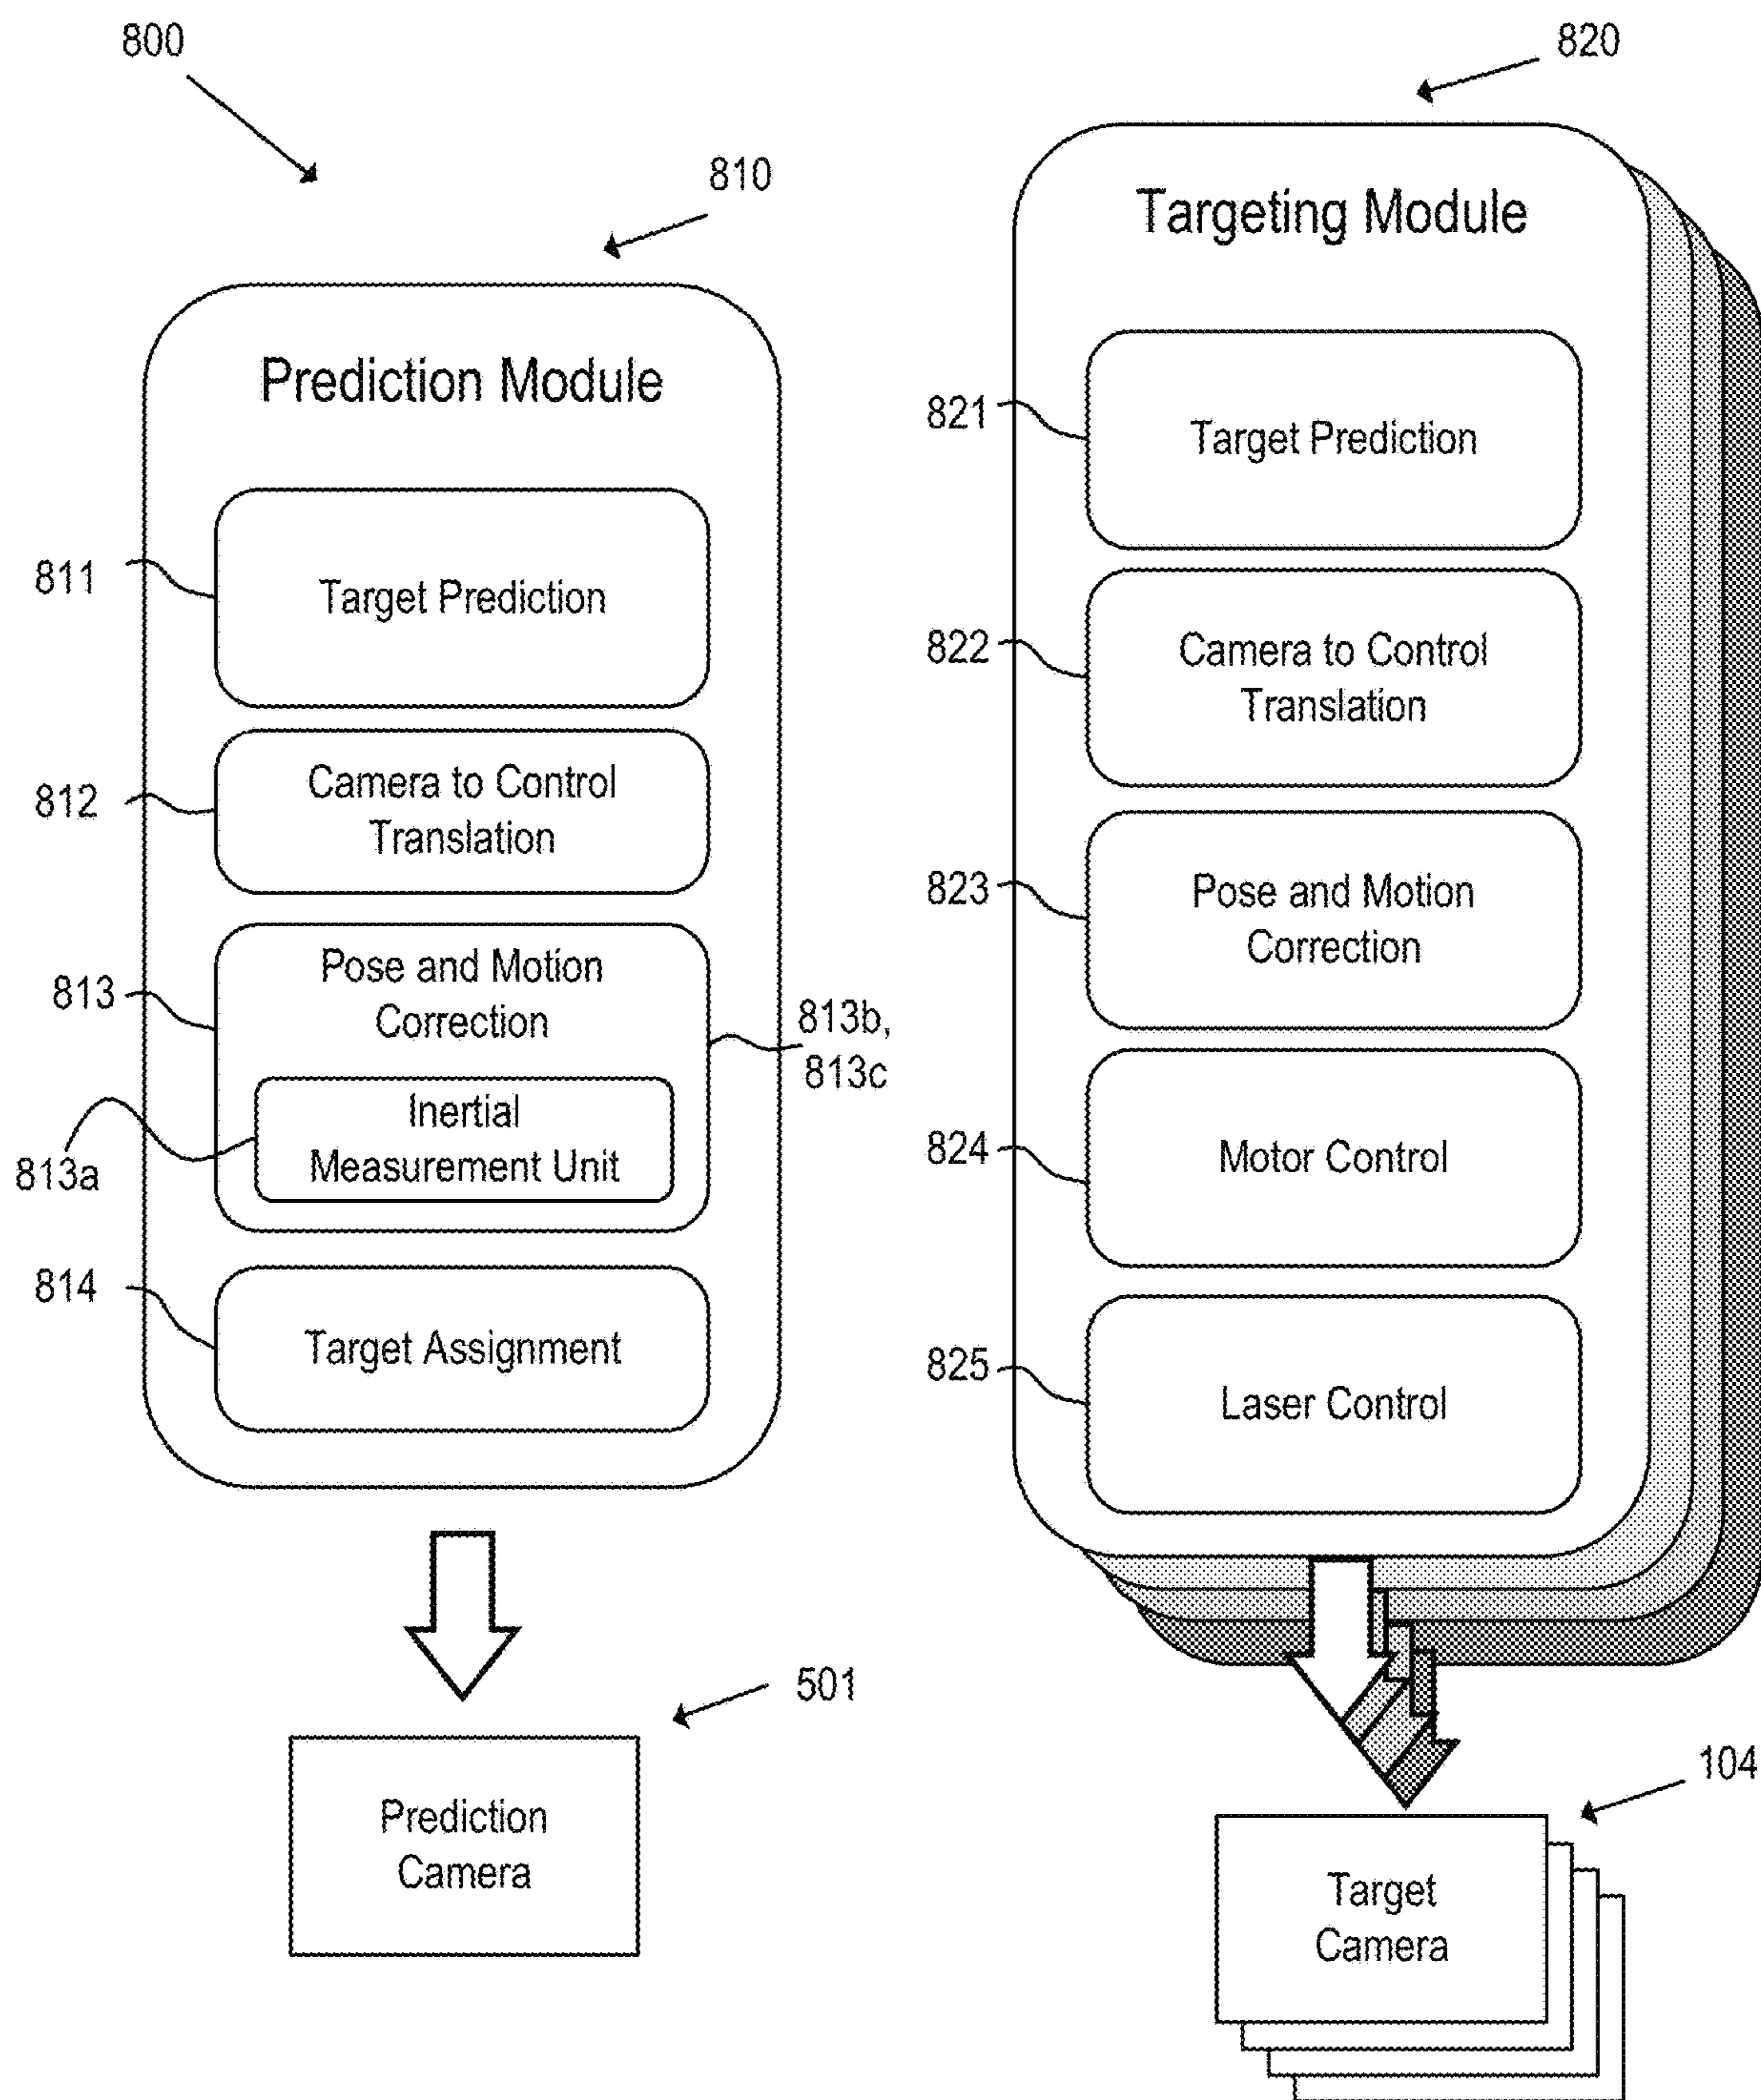 800
820
810
Targeting Module
Prediction Module
821
Target Prediction
811
Target Prediction
822
Camera to Control
Translation
812
Camera to Control
Translation
823
Pose and Motion
Correction
813
Pose and Motion
Correction
813b,
813c
813a
Inertial
Measurement Unit
824
Motor Control
814
Target Assignment
825
Laser Control
501
Prediction
Camera
104
Target
Camera